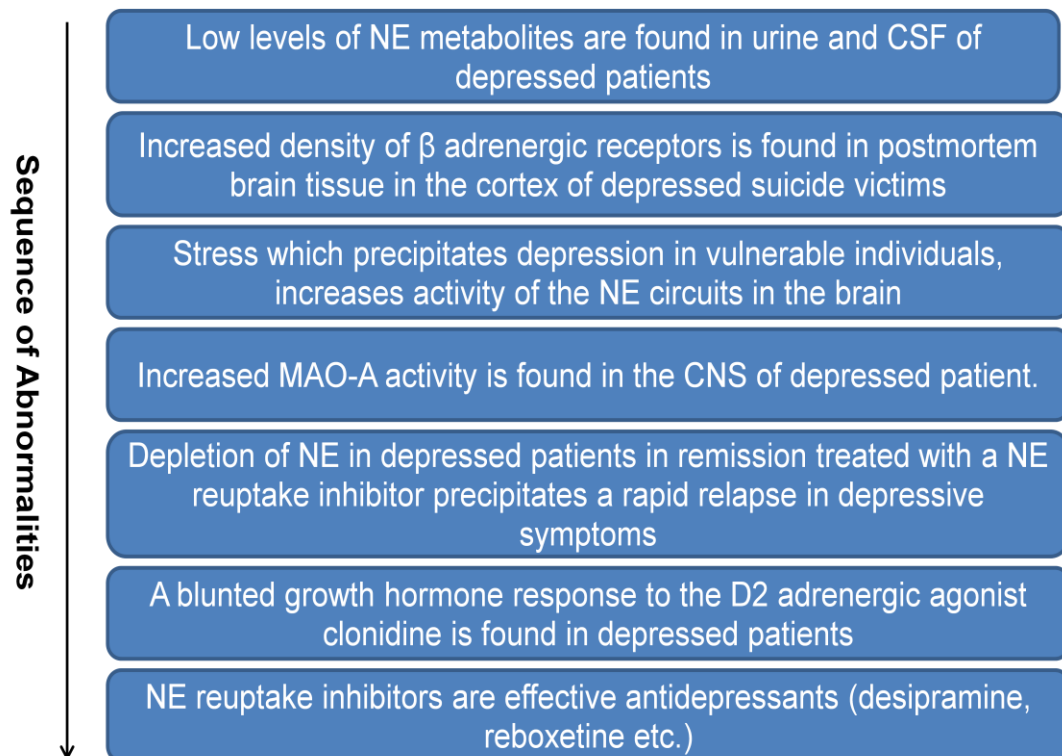 Sequence of Abnormalities
Low levels of NE metabolites are found in urine and CSF of
depressed patients
Increased density of β adrenergic receptors is found in postmortem
brain tissue in the cortex of depressed suicide victims
Stress which precipitates depression in vulnerable individuals,
increases activity of the NE circuits in the brain
Increased MAO-A activity is found in the CNS of depressed patient.
Depletion of NE in depressed patients in remission treated with a NE
reuptake inhibitor precipitates a rapid relapse in depressive
symptoms
A blunted growth hormone response to the D2 adrenergic agonist
clonidine is found in depressed patients
NE reuptake inhibitors are effective antidepressants (desipramine,
reboxetine etc.)